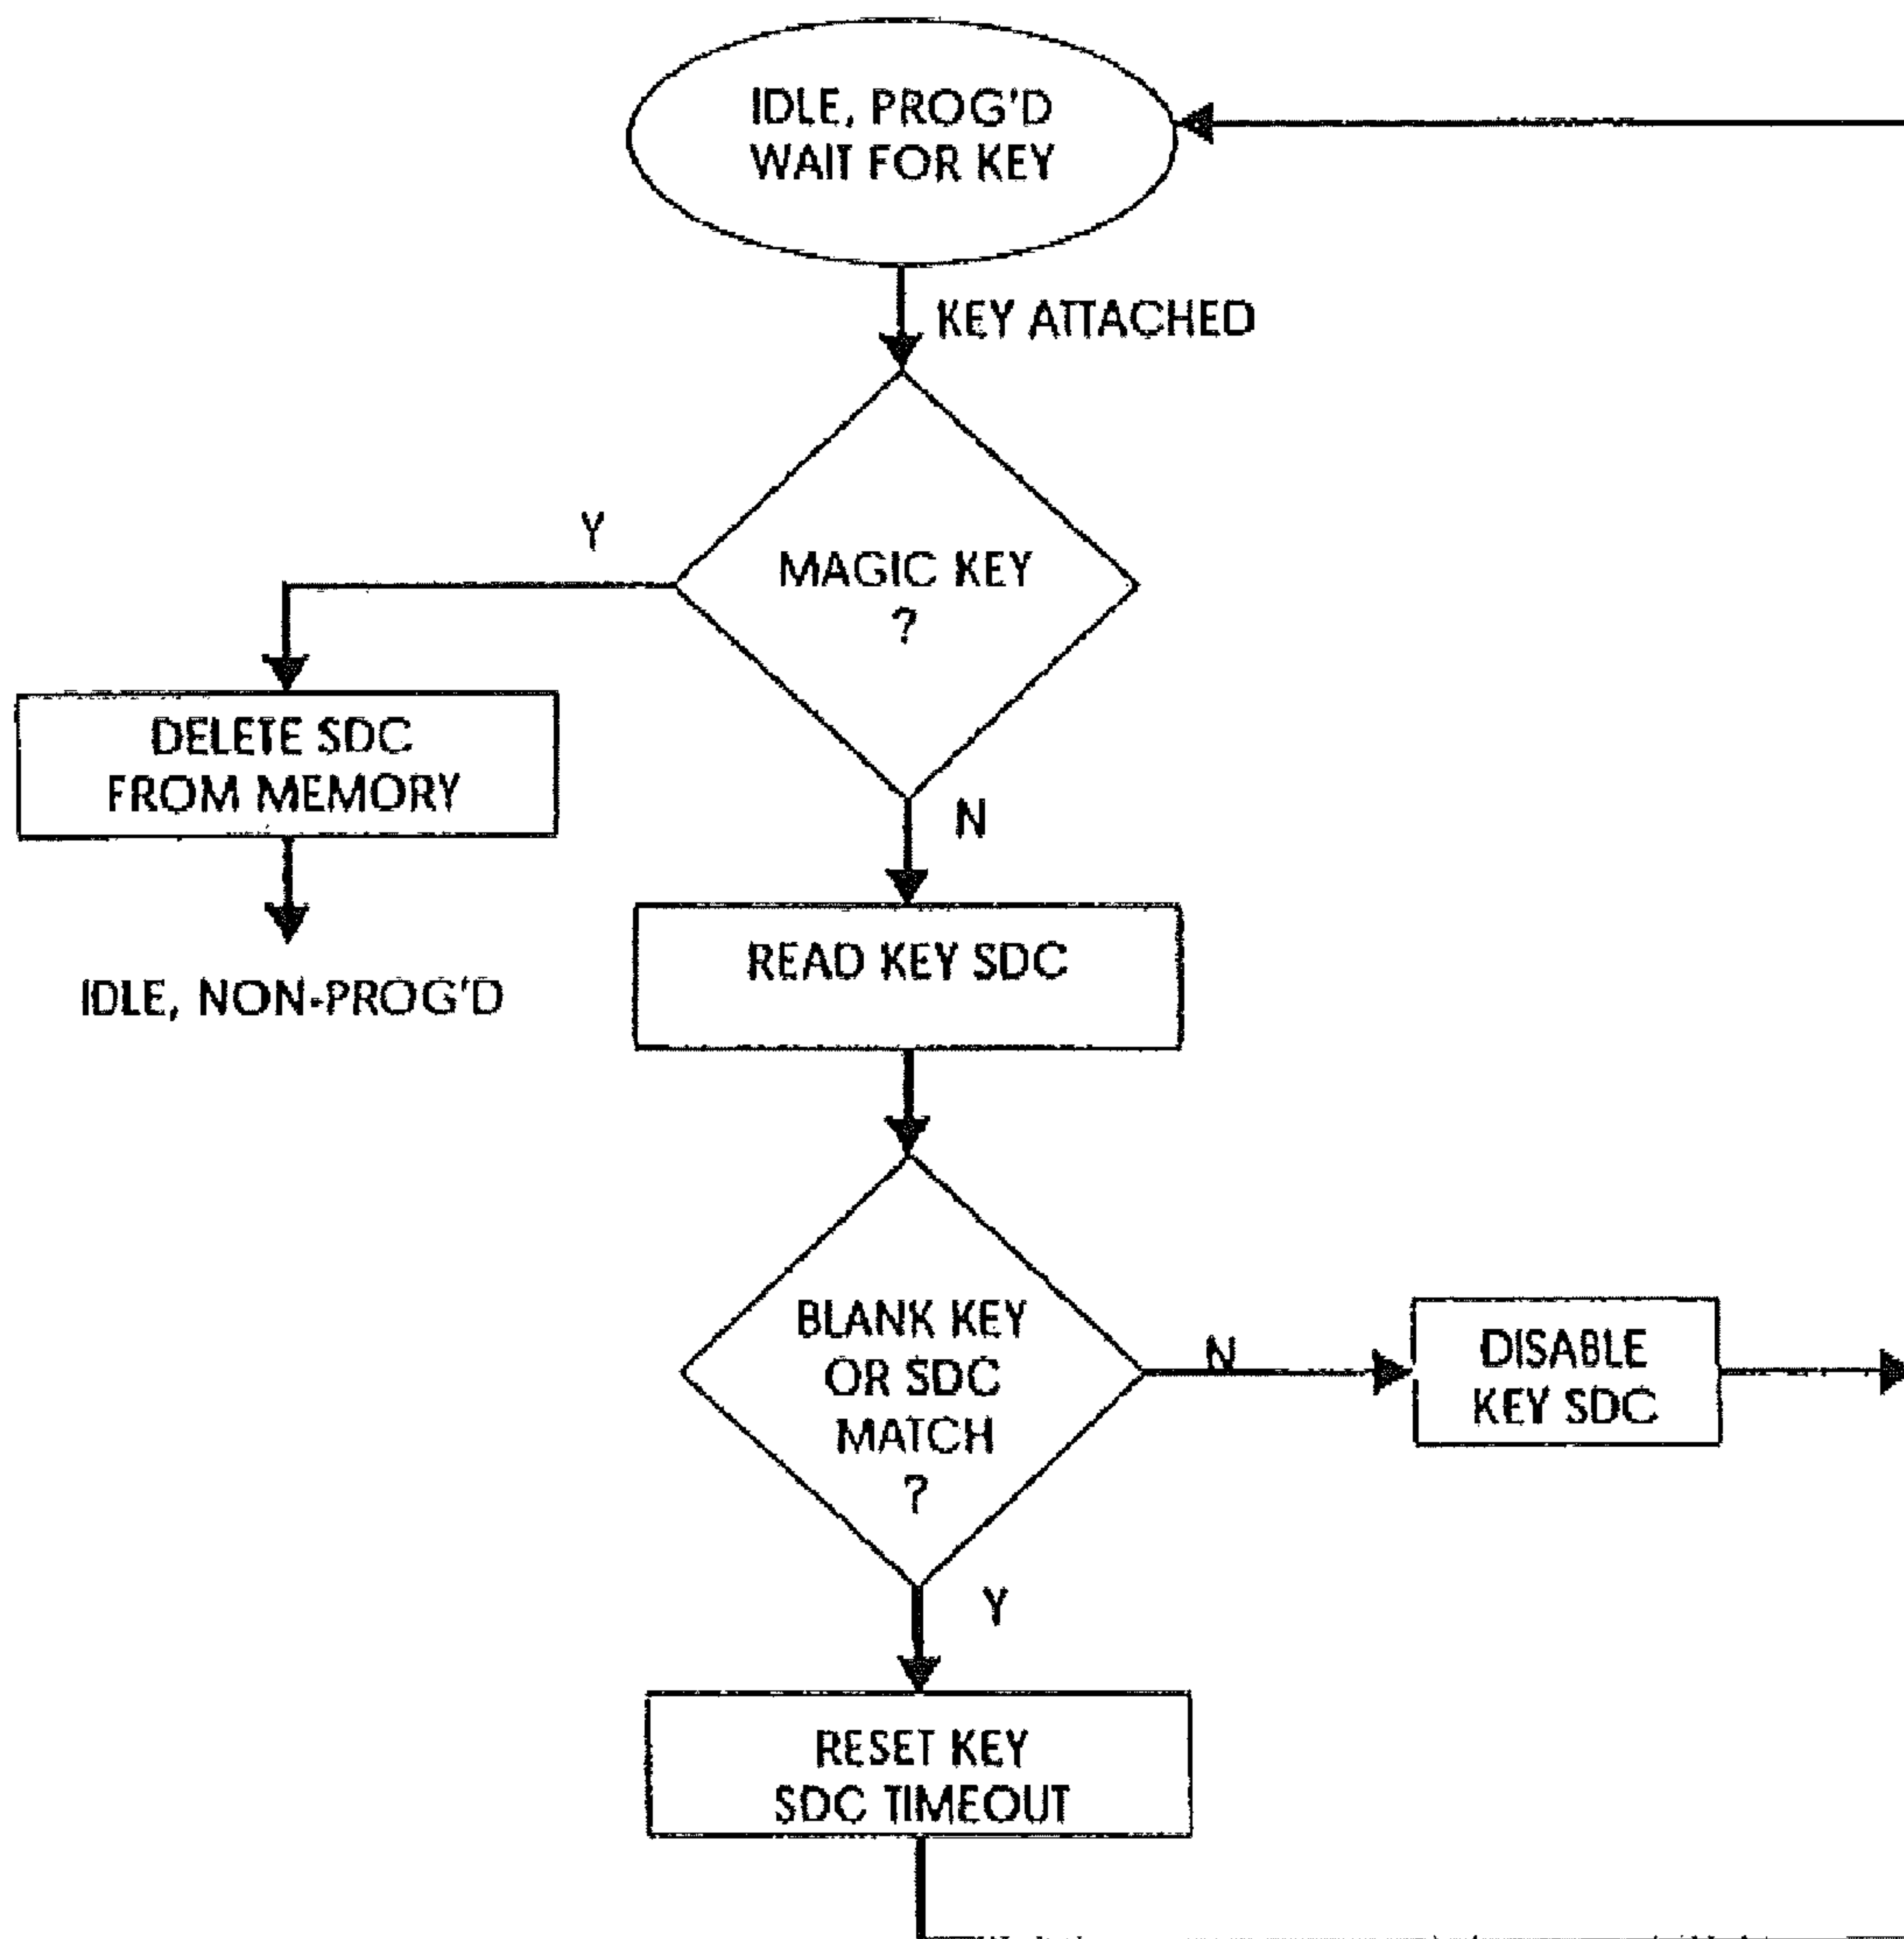 IDLE, PROG'D
WAIT FOR KEY
KEY ATTACHED
Y
MAGIC KEY
?
DELETE SDC
FROM MEMORY
N
IDLE, NON-PROG'D
READ KEY SDC
BLANK KEY
OR SDC
MATCH
?
N
DISABLE
KEY SDC
Y
RESET KEY
SDC TIMEOUT